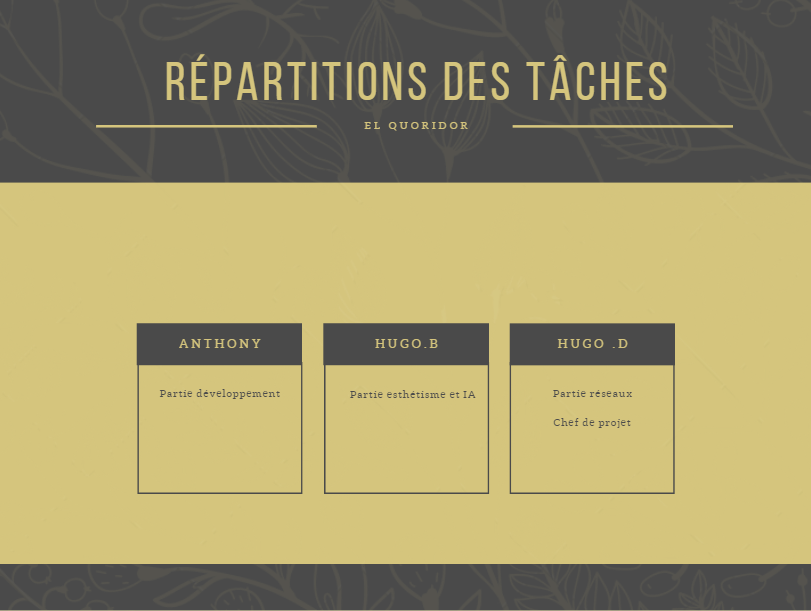 RÉPARTITIONS DES TÂCHES
EL QUORIDOR
ANTHONY
Partie développement
HUGO.B
Partie esthétisme et IA
HUGO .D
Partie réseaux
Chef de projet